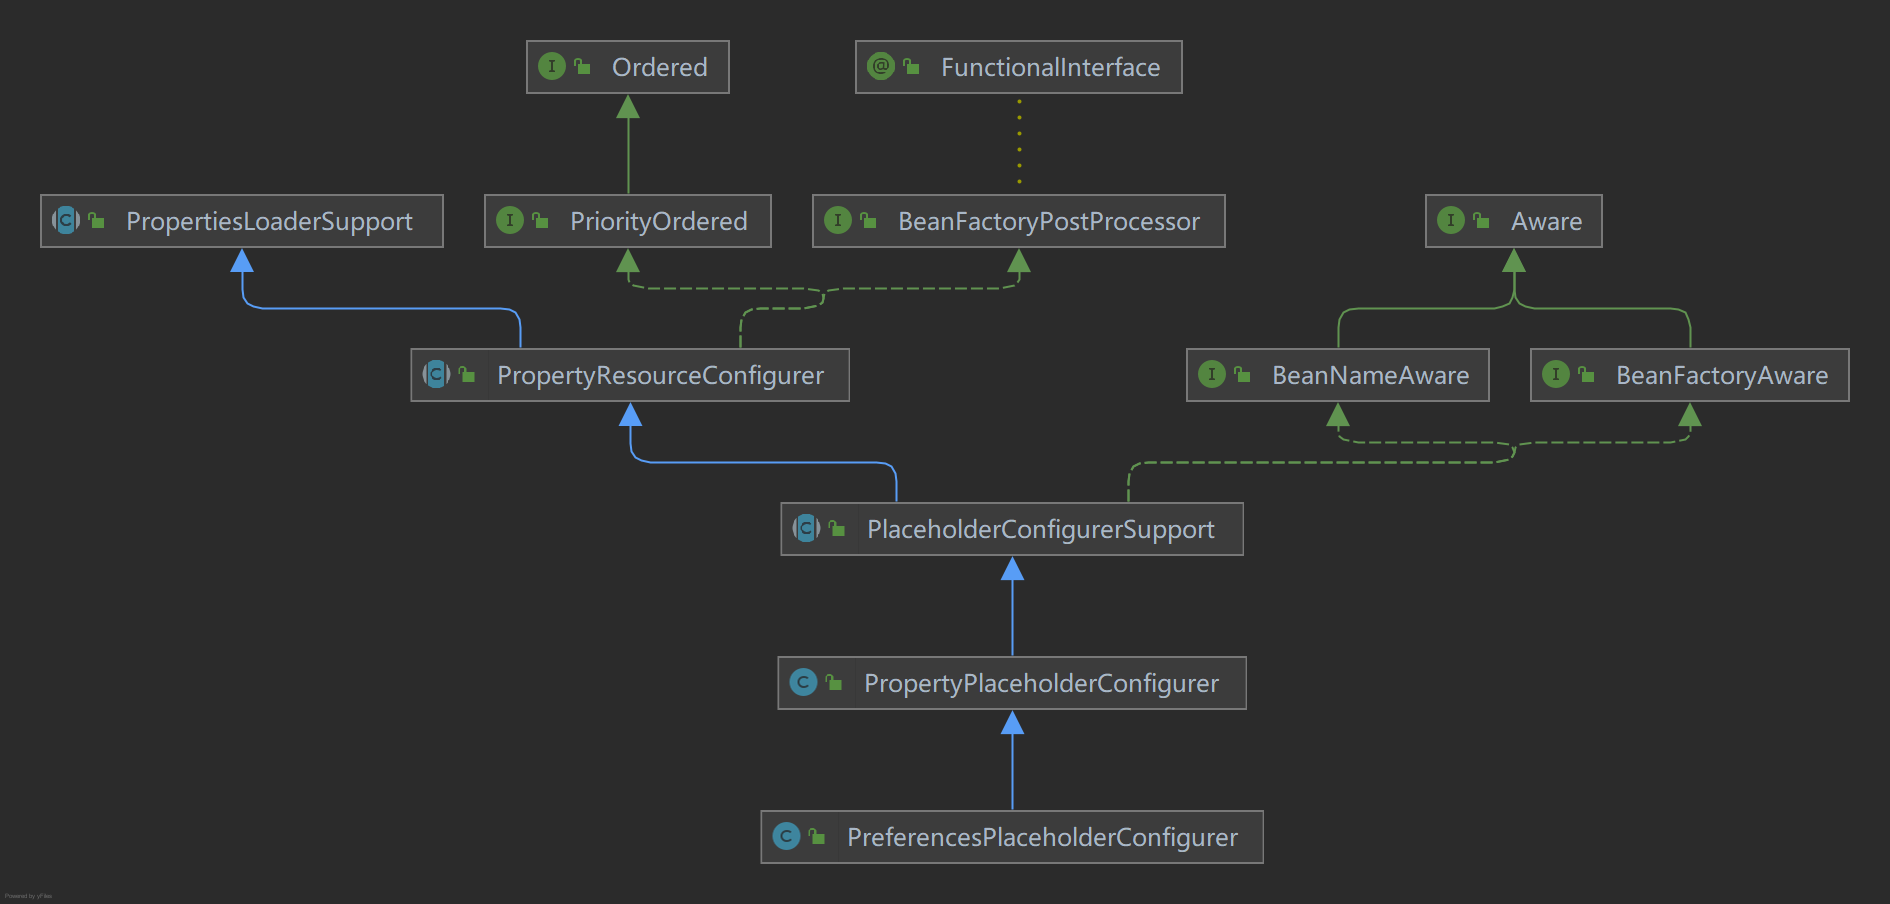 Ordered
FunctionalInterface
PropertiesLoaderSupport
PriorityOrdered
BeanFactoryPostProcessor
Aware
PropertyResourceConfigurer
BeanNameAware
BeanFactoryAware
PlaceholderConfigurerSupport
PropertyPlaceholderConfigurer
PreferencesPlaceholderConfigurer
Powered by yFiles